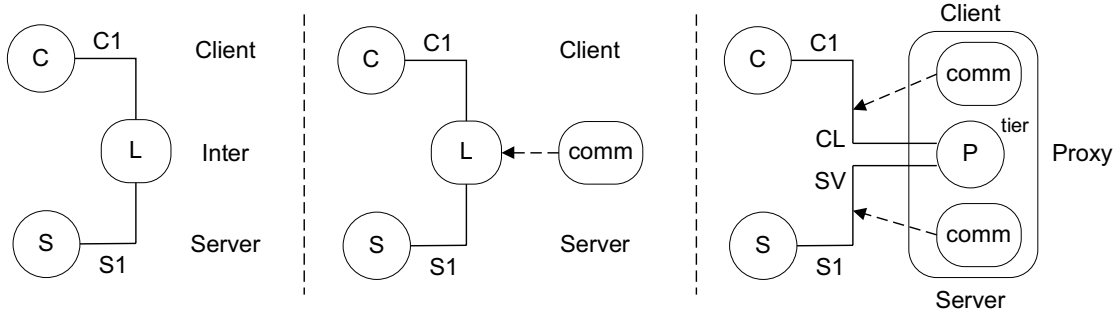 C
C1
Client
L
Inter
S
S1
Server
C
C1
Client
L
comm
S
S1
Server
Client
C
C1
comm
CL
P
tier
Proxy
SV
comm
S
S1
Server